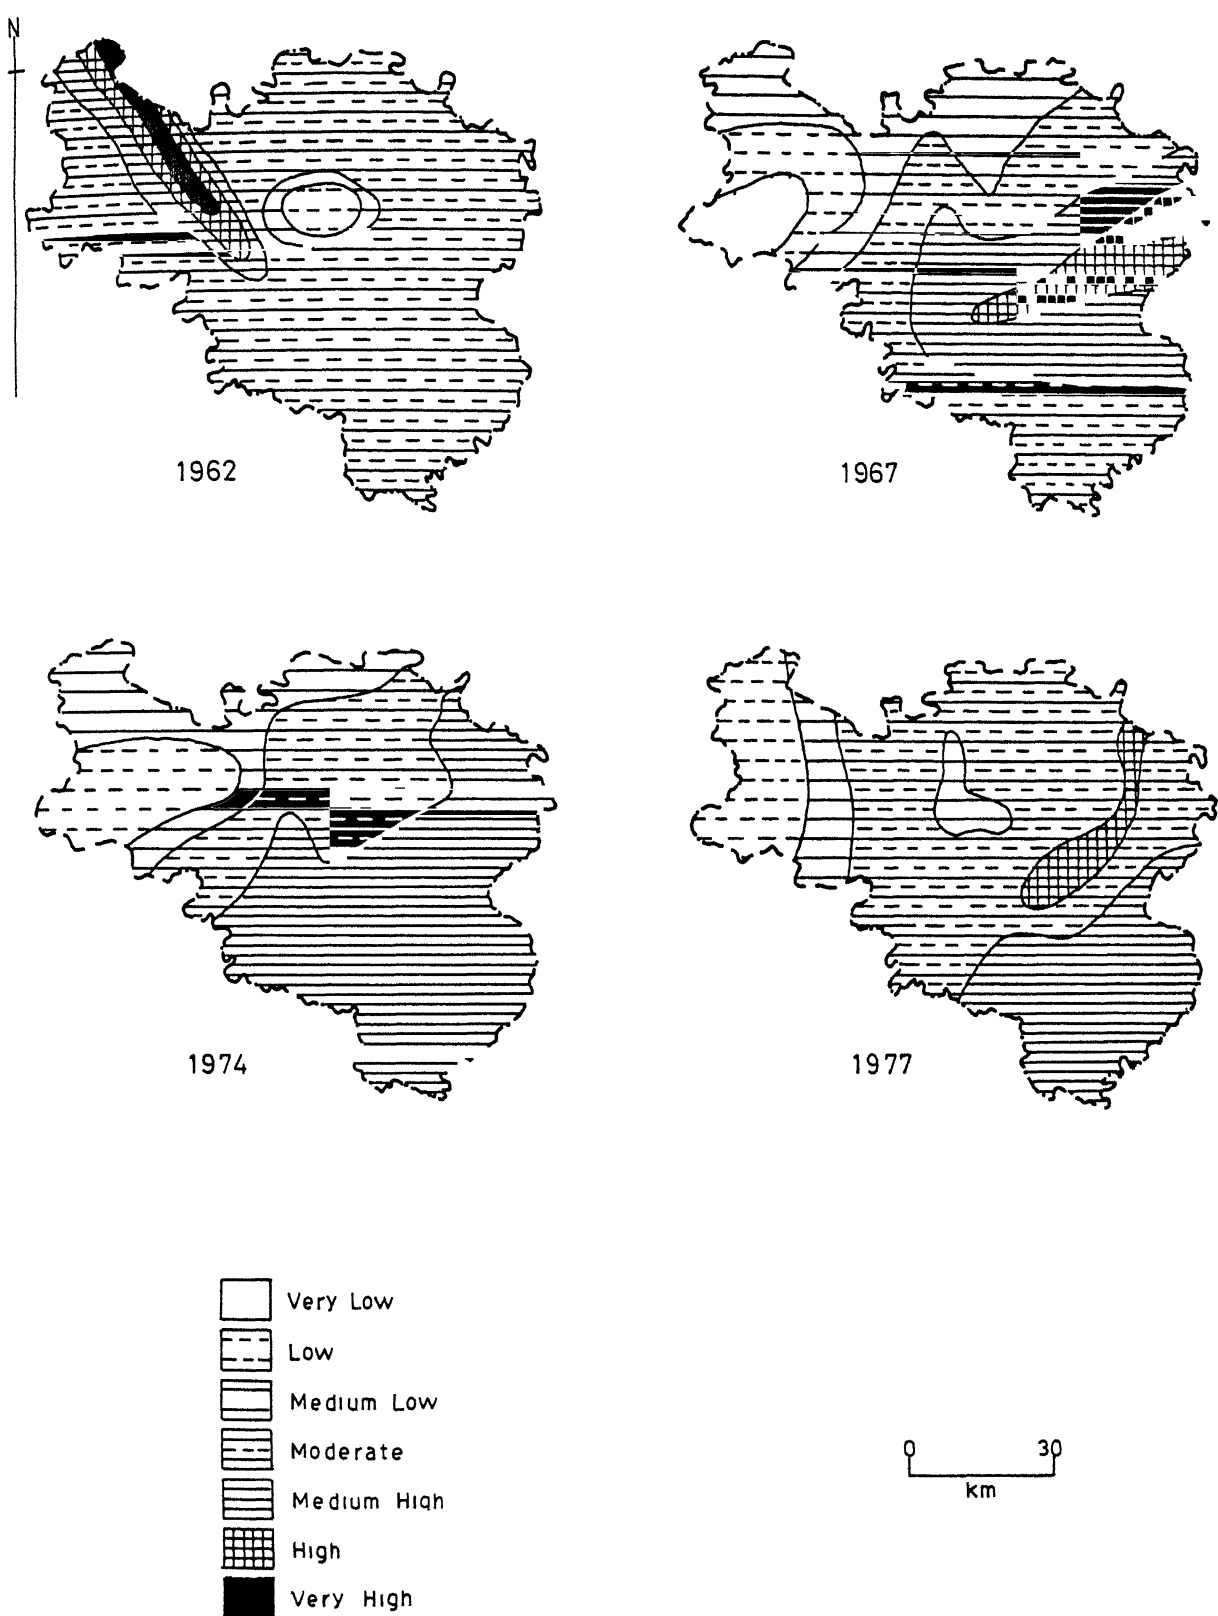 N
1962
1967
1974
1977
Very Low
Low
Medium Low
Moderate
Medium High
High
Very High
0 30
km